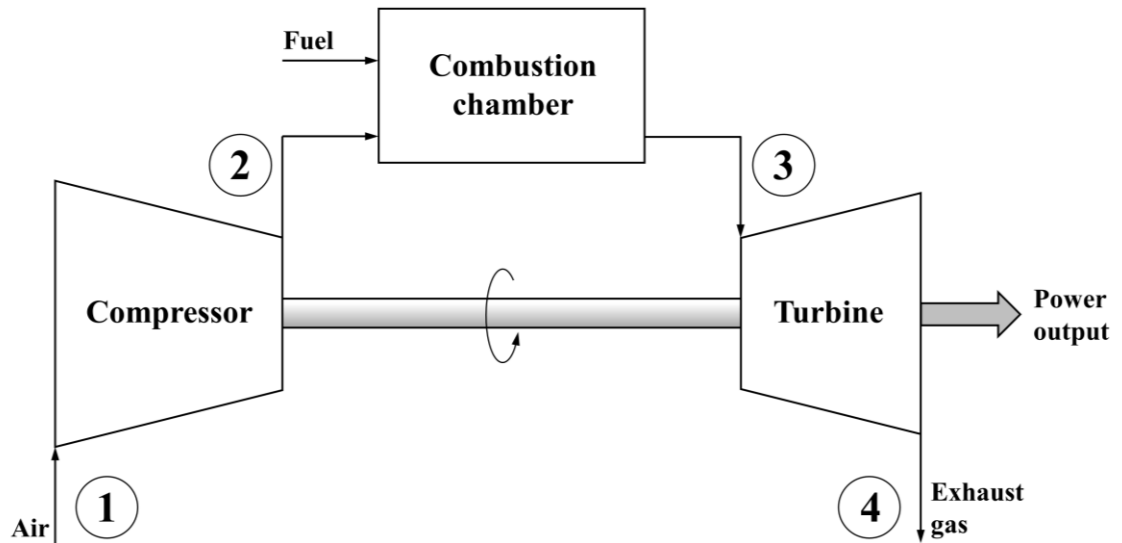 Fuel
Combustion
chamber
2
3
Compressor
Turbine
Power
output
1
Air
4
Exhaust
gas